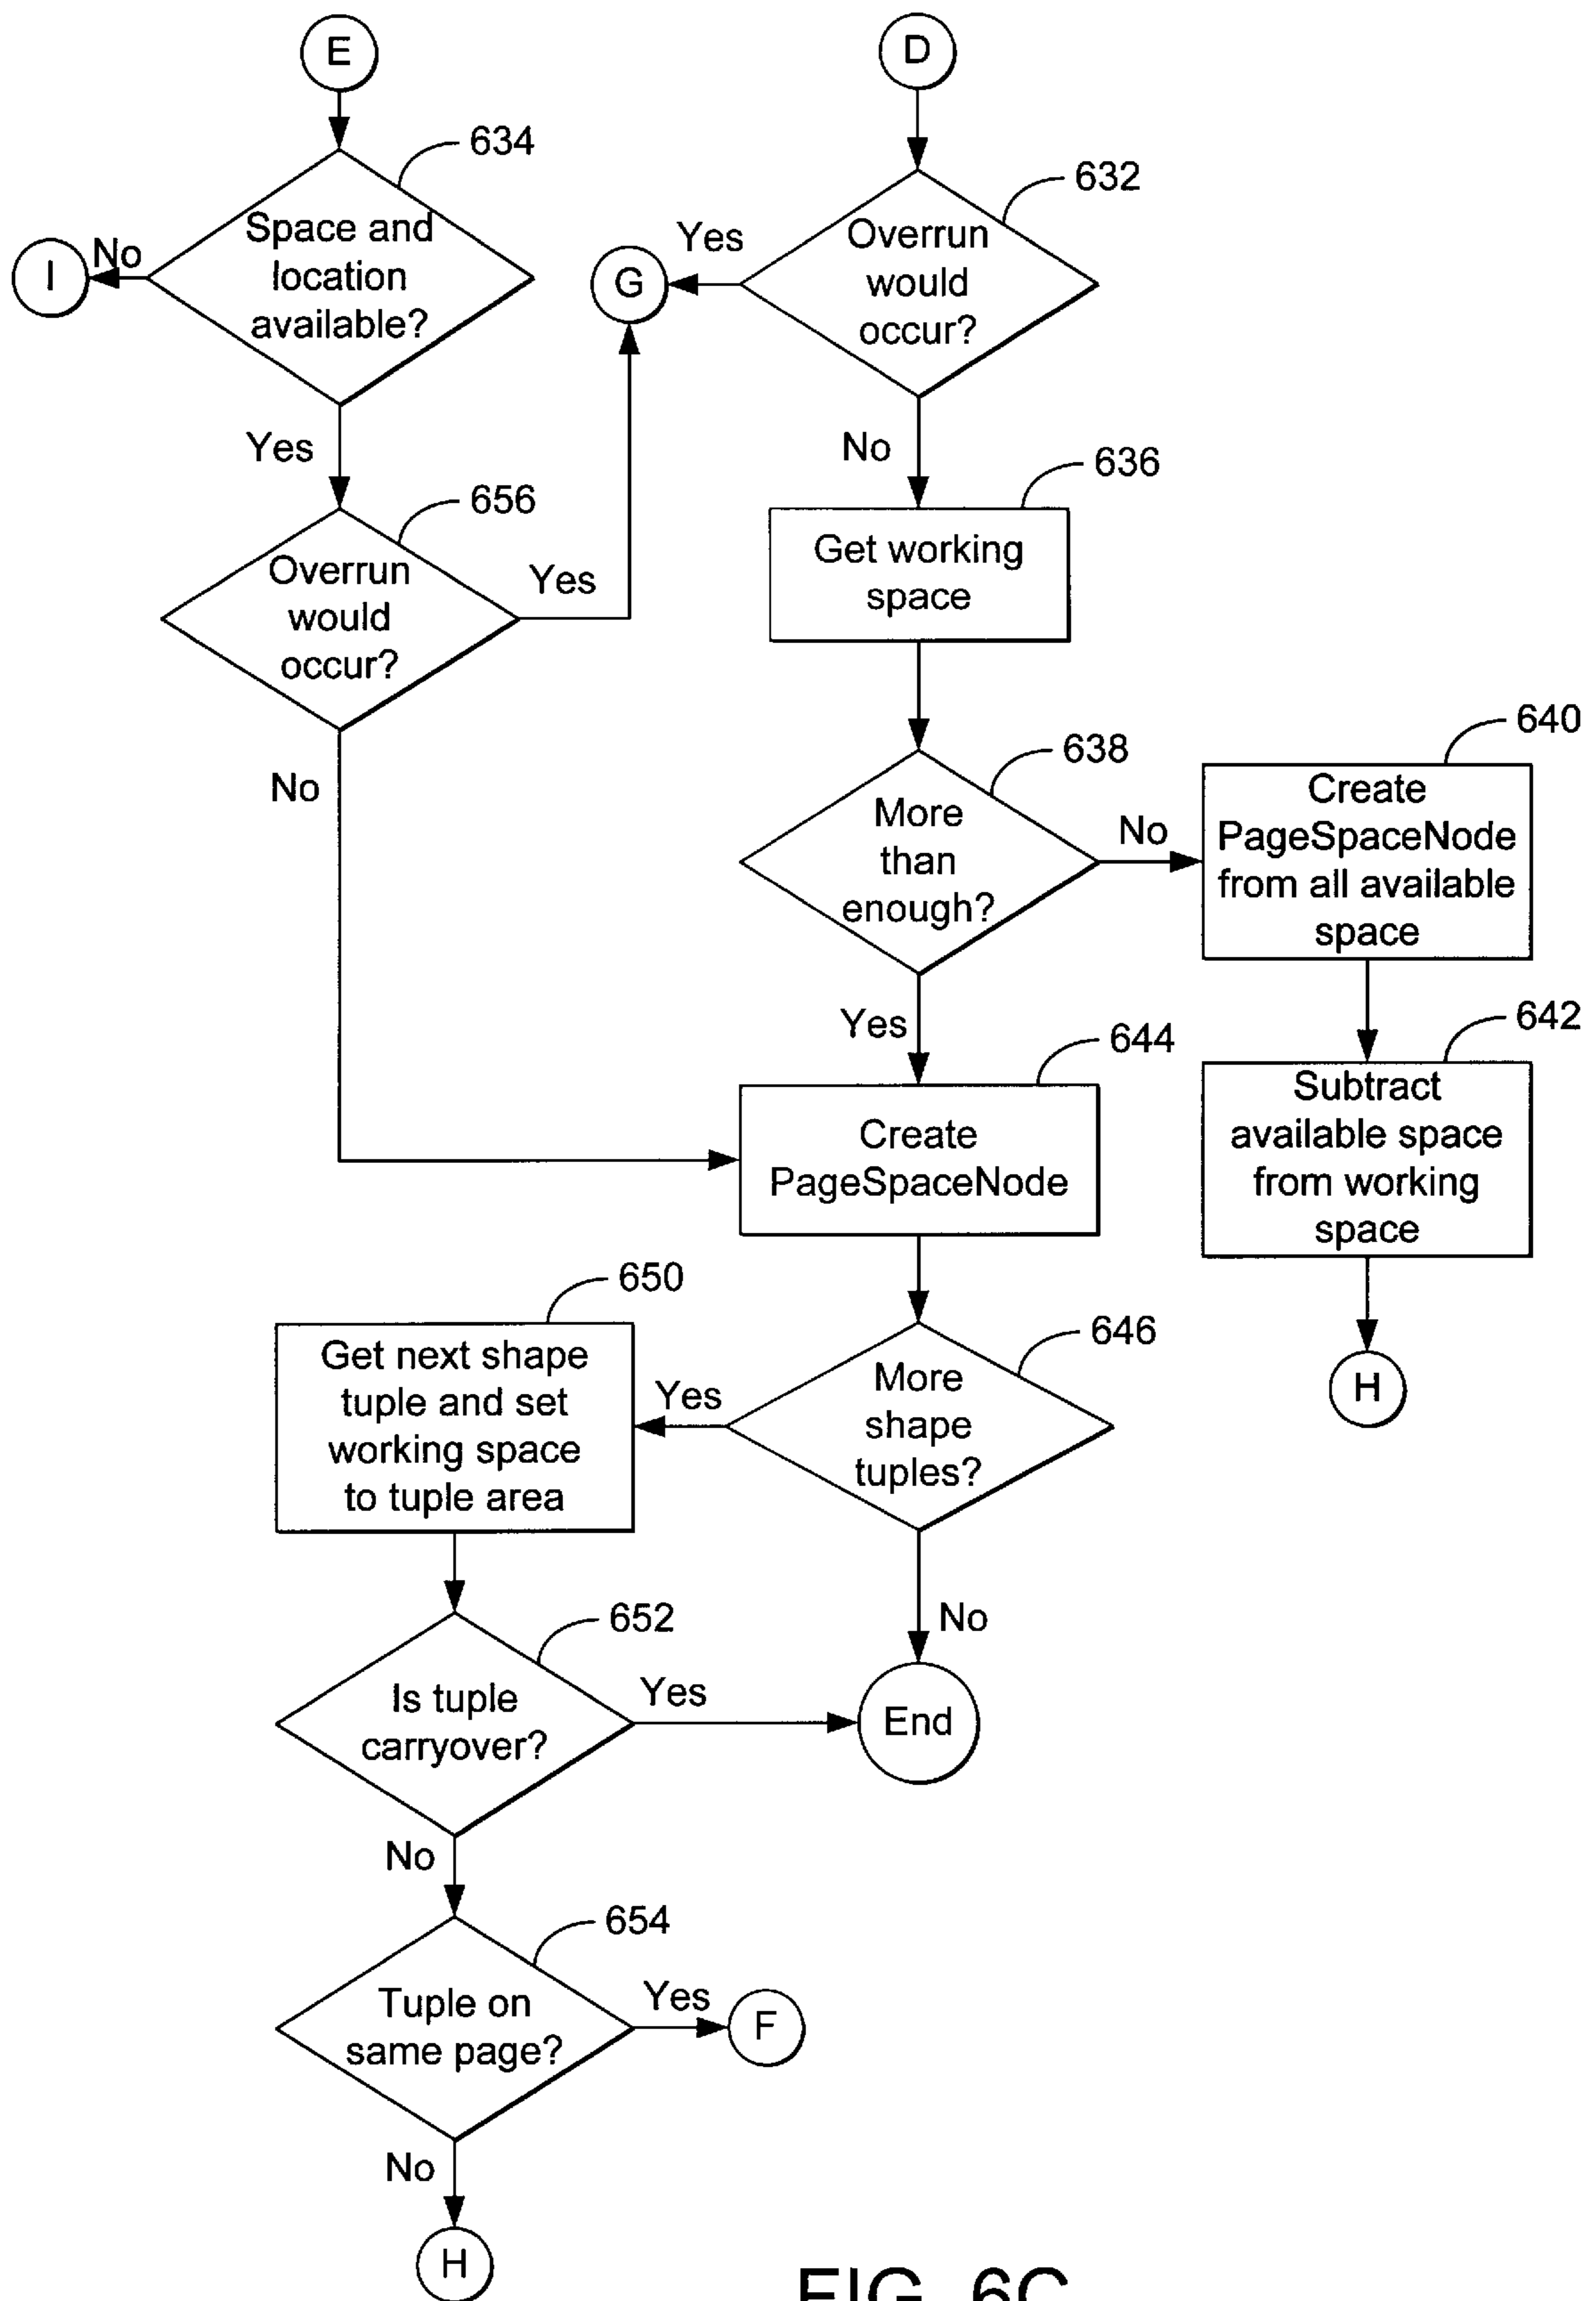 E
D
634
632
Space and
location
available?
No
I
Yes
G
Overrun
would
occur?
Yes
No
656
636
Overrun
would
occur?
Yes
Get working
space
No
638
640
More
than
enough?
No
Create
PageSpaceNode
from all available
space
Yes
644
642
Create
PageSpaceNode
Subtract
available space
from working
space
650
646
H
Get next shape
tuple and set
working space
to tuple area
Yes
More
shape
tuples?
No
652
Is tuple
carryover?
Yes
End
No
654
Tuple on
same page?
Yes
F
No
H
FIG. 6C